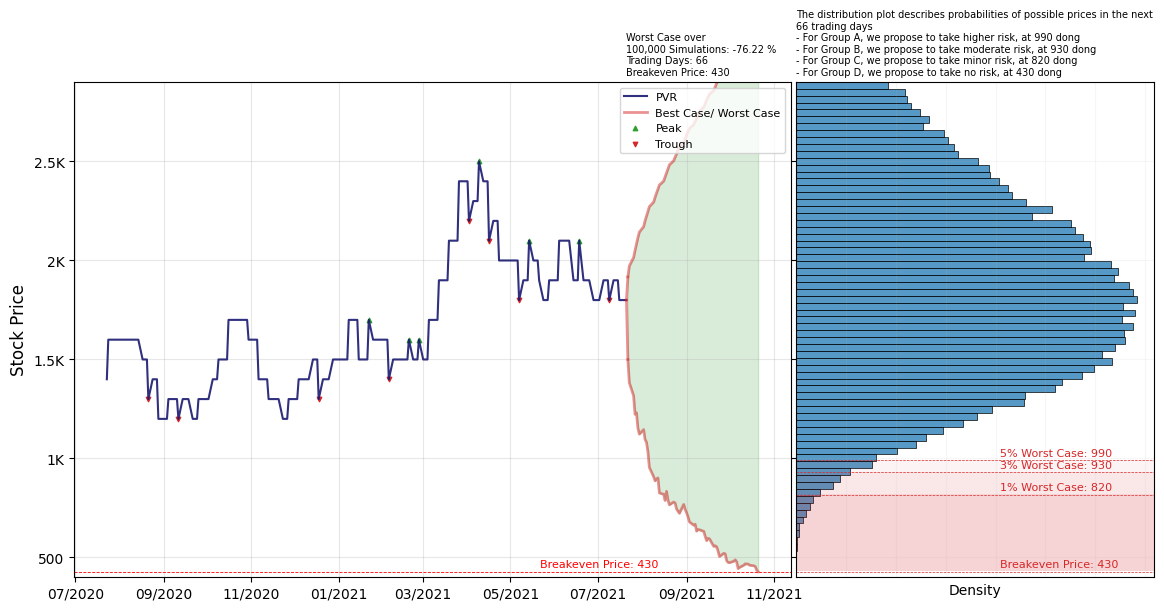 The distribution plot describes probabilities of possible prices in the next
66 trading days
- For Group A, we propose to take higher risk, at 990 dong
- For Group B, we propose to take moderate risk, at 930 dong
- For Group C, we propose to take minor risk, at 820 dong
- For Group D, we propose to take no risk, at 430 dong
Worst Case over
100,000 Simulations: -76.22 %
Trading Days: 66
Breakeven Price: 430
PVR
Best Case/ Worst Case
Peak
Trough
Stock Price
2.5K
2K
1.5K
1K
500
Breakeven Price: 430
07/2020
09/2020
11/2020
01/2021
03/2021
05/2021
07/2021
09/2021
11/2021
5% Worst Case: 990
3% Worst Case: 930
1% Worst Case: 820
Breakeven Price: 430
Density